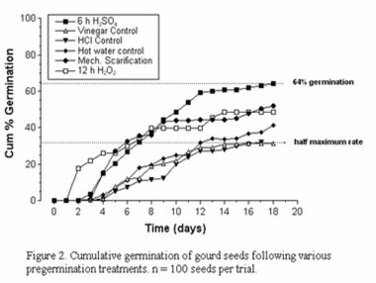 100
80
60
40
20
0
Cum % Germination
6 h H₂SO₄
Vinegar Control
HCl Control
Hot water control
Mech. Scarification
12 h H₂O₂
64% germination
half maximum rate
0 2 4 6 8 10 12 14 16 18 20
Time (days)
Figure 2. Cumulative germination of gourd seeds following various
pregermination treatments. n = 100 seeds per trial.